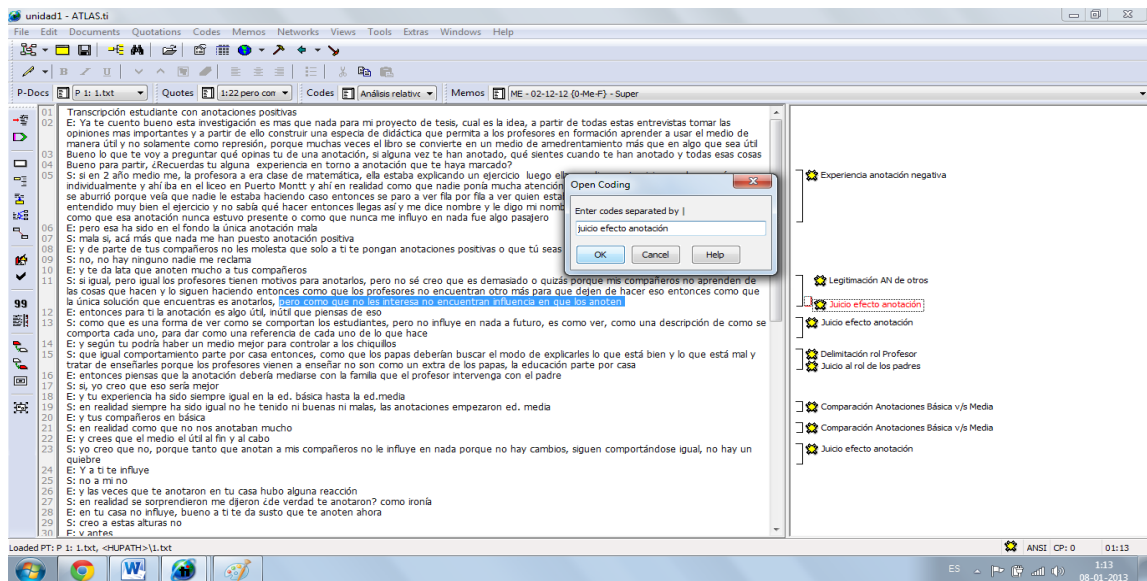 unidad1 - ATLAS.ti
File Edit Documents Quotations Codes Memos Networks Views Tools Extras Windows Help
B I U
P-Docs P 1: 1.txt Quotes 1:22 pero con Codes Análisis relativc Memos ME - 02-12-12 {0-Me-F} - Super
01 Transcripción estudiante con anotaciones positivas
02 E: Ya te cuento bueno esta investigación es mas que nada para mi proyecto de tesis, cual es la idea, a partir de todas estas entrevistas tomar las
opiniones mas importantes y a partir de ello construir una especia de didáctica que permita a los profesores en formación aprender a usar el medio de
manera útil y no solamente como represión, porque muchas veces el libro se convierte en un medio de amedrentamiento más que en algo que sea útil
03 Bueno lo que te voy a preguntar qué opinas tu de una anotación, si alguna vez te han anotado, qué sientes cuando te han anotado y todas esas cosas
04 Bueno para partir, ¿Recuerdas tu alguna experiencia en torno a anotación que te haya marcado?
05 S: si en 2 año medio me, la profesora a era clase de matemática, ella estaba explicando un ejercicio luego
individualmente y ahí iba en el liceo en Puerto Montt y ahí en realidad como que nadie ponía mucha atención
se aburrió porque veía que nadie le estaba haciendo caso entonces se paro a ver fila por fila a ver quien
entendido muy bien el ejercicio y no sabía qué hacer entonces llegas así y me dice nombre y le digo mi
como que esa anotación nunca estuvo presente o como que nunca me influyo en nada fue algo pasajero
06 E: pero esa ha sido en el fondo la única anotación mala
07 S: mala si, acá más que nada me han puesto anotación positiva
08 E: y de parte de tus compañeros no les molesta que solo a ti te pongan anotaciones positivas o que tú seas
09 S: no, no hay ninguno nadie me reclama
10 E: y te da lata que anoten mucho a tus compañeros
11 S: si igual, pero igual los profesores tienen motivos para anotarlos, pero no sé creo que es demasiado o quizás porque mis compañeros no aprenden de
las cosas que hacen y lo siguen haciendo entonces como que los profesores no encuentran otro más para que dejen de hacer eso entonces como que
la única solución que encuentras es anotarlos, pero como que no les interesa no encuentran influencia en que los anoten
12 E: entonces para ti la anotación es algo útil, inútil que piensas de eso
13 S: como que es una forma de ver como se comportan los estudiantes, pero no influye en nada a futuro, es como ver, como una descripción de como se
comporta cada uno, para dar como una referencia de cada uno de lo que hace
14 E: y según tu podría haber un medio mejor para controlar a los chiquillos
15 S: que igual comportamiento parte por casa entonces, como que los papas deberían buscar el modo de explicarles lo que está bien y lo que está mal y
tratar de enseñarles porque los profesores vienen a enseñar no son como un extra de los papas, la educación parte por casa
16 E: entonces piensas que la anotación debería mediarse con la familia que el profesor intervenga con el padre
17 S: si, yo creo que eso sería mejor
18 E: y tu experiencia ha sido siempre igual en la ed. básica hasta la ed.media
19 S: en realidad siempre ha sido igual no he tenido ni buenas ni malas, las anotaciones empezaron ed. media
20 E: y tus compañeros en básica
21 S: en realidad como que no nos anotaban mucho
22 E: y crees que el medio el útil al fin y al cabo
23 S: yo creo que no, porque tanto que anotan a mis compañeros no le influye en nada porque no hay cambios, siguen comportándose igual, no hay un
quiebre
24 E: Y a ti te influye
25 S: no a mi no
26 E: y las veces que te anotaron en tu casa hubo alguna reacción
27 S: en realidad se sorprendieron me dijeron ¿de verdad te anotaron? como ironía
28 E: en tu casa no influye, bueno a ti te da susto que te anoten ahora
29 S: creo a estas alturas no
30 E: y antes
Open Coding
Enter codes separated by |
juicio efecto anotación
OK Cancel Help
Experiencia anotación negativa
Legitimación AN de otros
Juicio efecto anotación
Juicio efecto anotación
Delimitación rol Profesor
Juicio al rol de los padres
Comparación Anotaciones Básica v/s Media
Comparación Anotaciones Básica v/s Media
Juicio efecto anotación
Loaded PT: P 1: 1.txt, <HUPATH>\1.txt
ANSI CP: 0 01:13
ES 1:13
08-01-2013